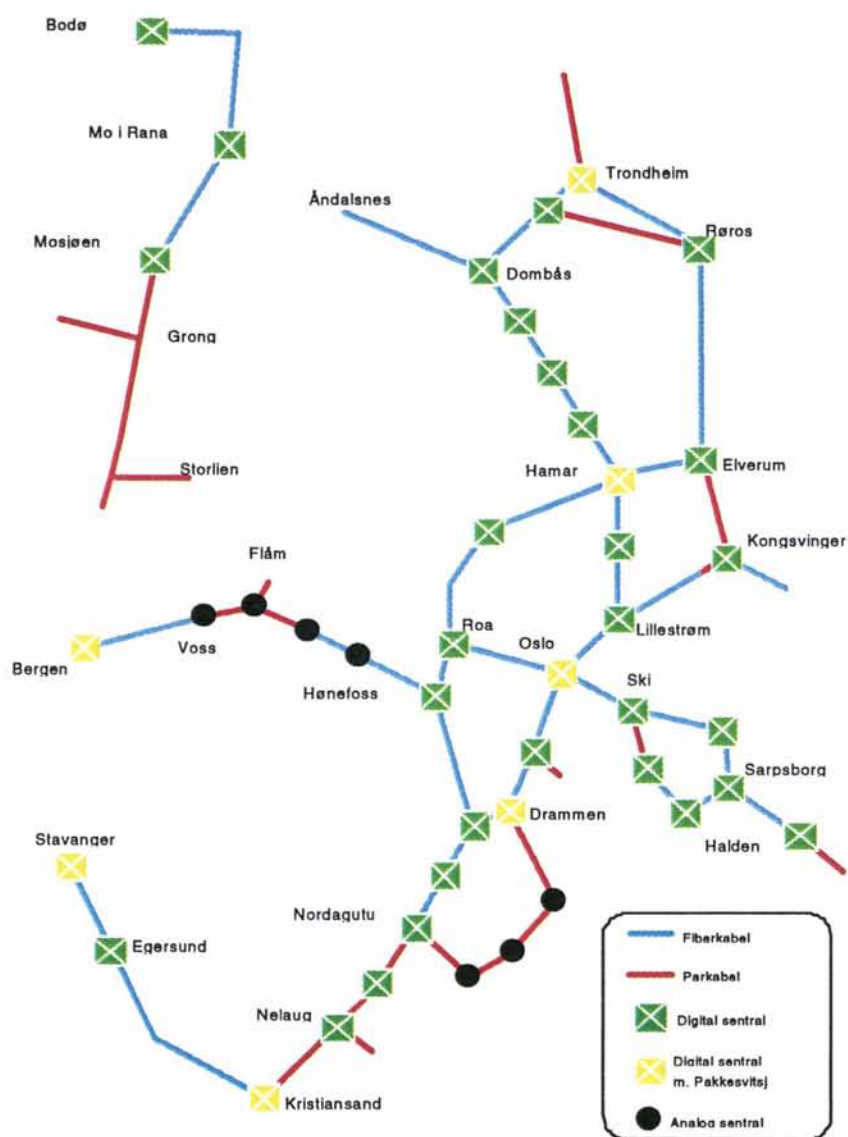 Bodø
Mo i Rana
Trondheim
Åndalsnes
Røros
Mosjøen
Dombås
Grong
Storlien
Hamar
Elverum
Kongsvinger
Flåm
Roa
Oslo
Lillestrøm
Voss
Bergen
Hønefoss
Ski
Sarpsborg
Drammen
Stavanger
Halden
Nordagutu
Egersund
Nelaug
Kristiansand
Fiberkabel
Parkabel
Digital sentral
Digital sentral
m. Pakkesvitsj
Analog sentral